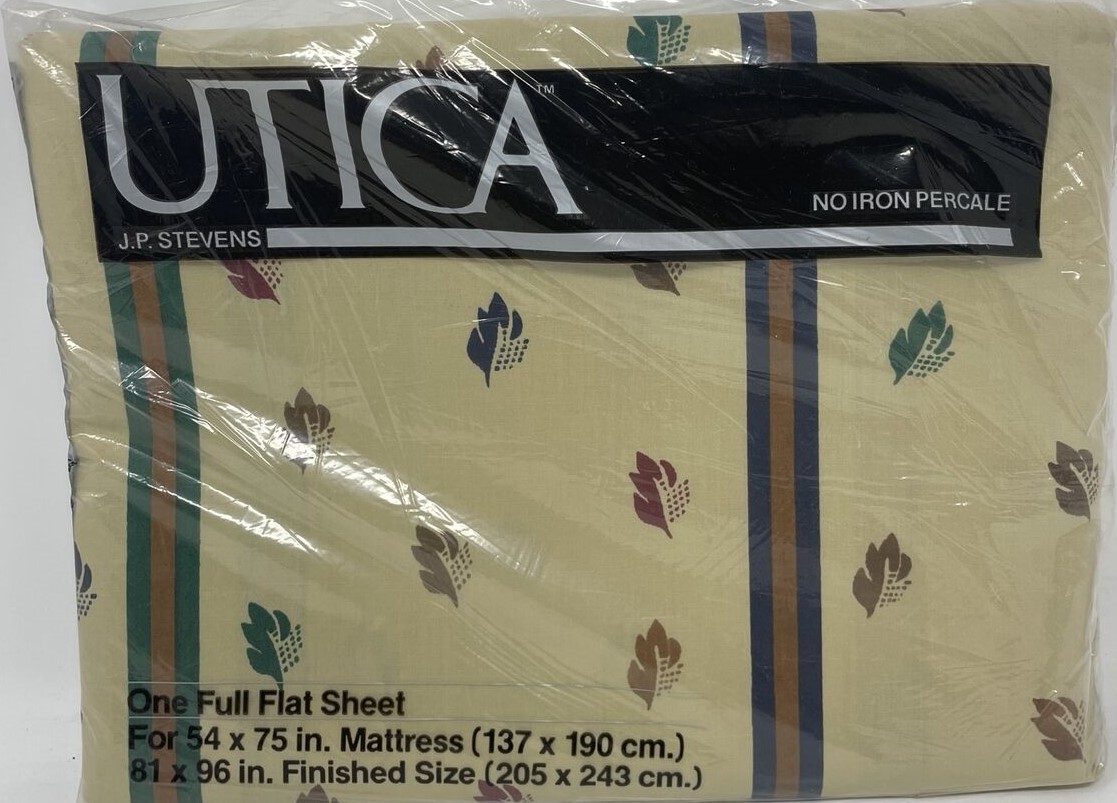 UTICA™
NO IRON PERCALE
J.P. STEVENS
One Full Flat Sheet
For 54 x 75 in. Mattress (137 x 190 cm.)
81 x 96 in. Finished Size (205 x 243 cm.)